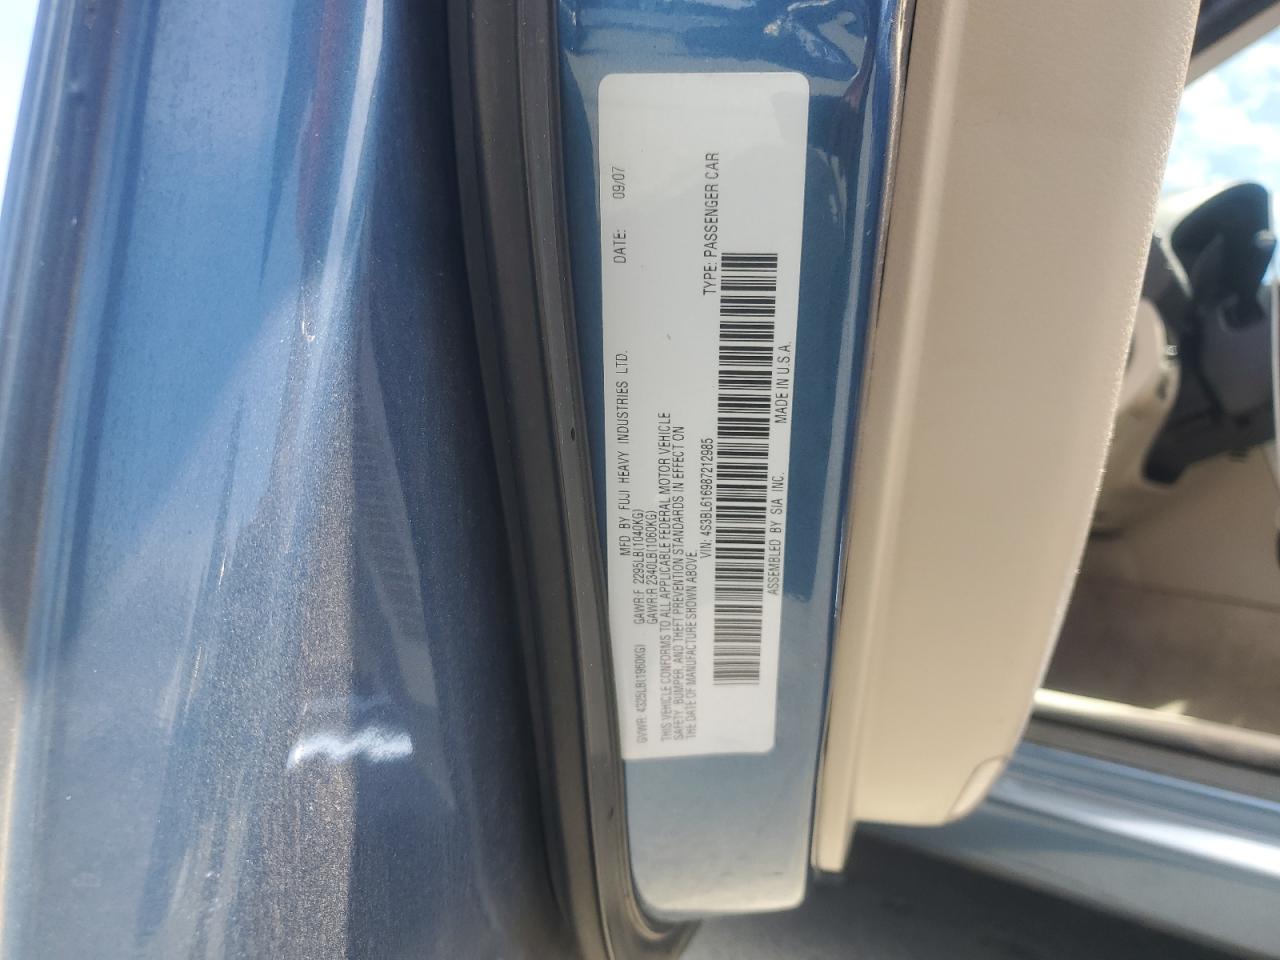 MFD BY FUJI HEAVY INDUSTRIES LTD. DATE: 09/07
GVWR: 4325LB(1960KG) GAWR:F 2295LB(1040KG)
GAWR:R 2340LB(1060KG)
THIS VEHICLE CONFORMS TO ALL APPLICABLE FEDERAL MOTOR VEHICLE
SAFETY, BUMPER, AND THEFT PREVENTION STANDARDS IN EFFECT ON
THE DATE OF MANUFACTURE SHOWN ABOVE.
VIN: 4S3BL616987212985 TYPE: PASSENGER CAR
ASSEMBLED BY SIA INC. MADE IN U.S.A.